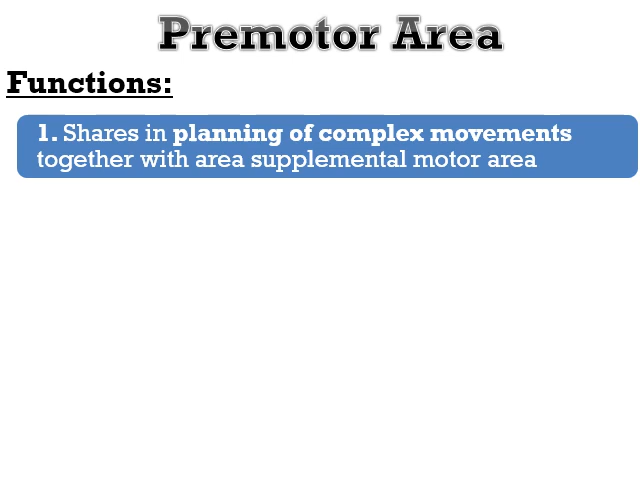 Premotor Area
Functions:
1. Shares in planning of complex movements
together with area supplemental motor area